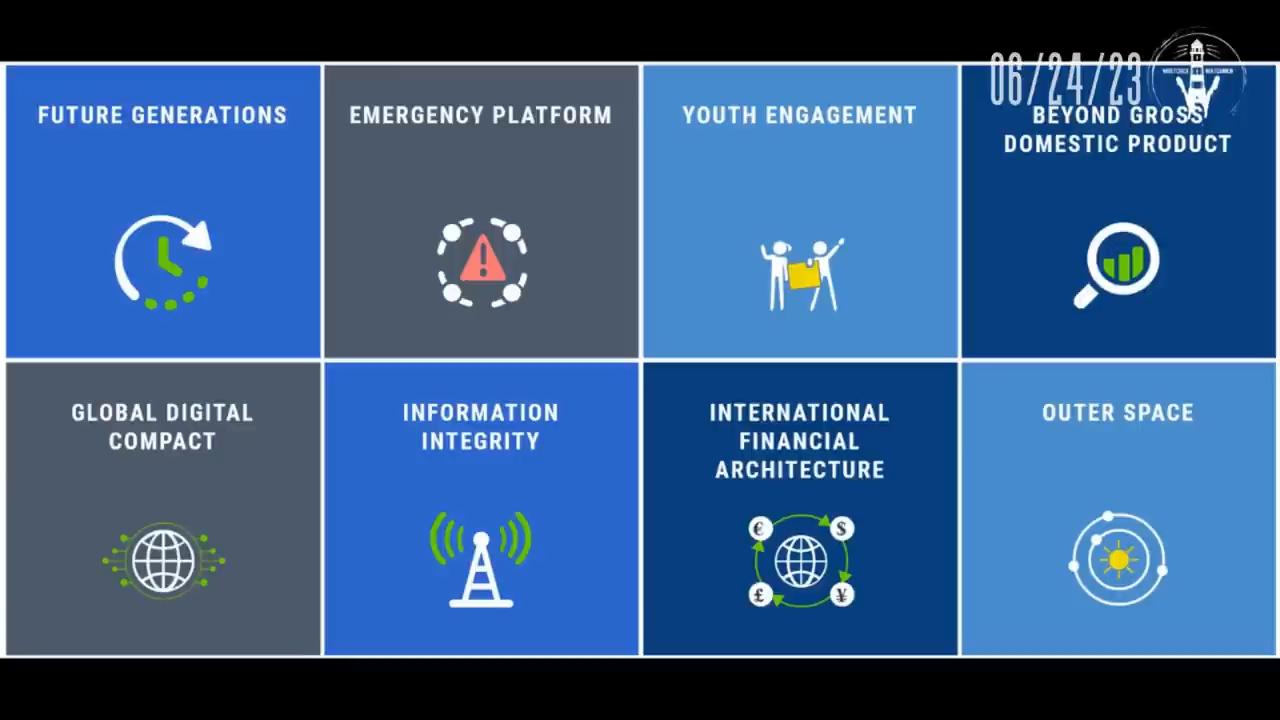 06/24/23
FUTURE GENERATIONS
EMERGENCY PLATFORM
YOUTH ENGAGEMENT
BEYOND GROSS
DOMESTIC PRODUCT
GLOBAL DIGITAL
COMPACT
INFORMATION
INTEGRITY
INTERNATIONAL
FINANCIAL
ARCHITECTURE
€ $
£ ¥
OUTER SPACE